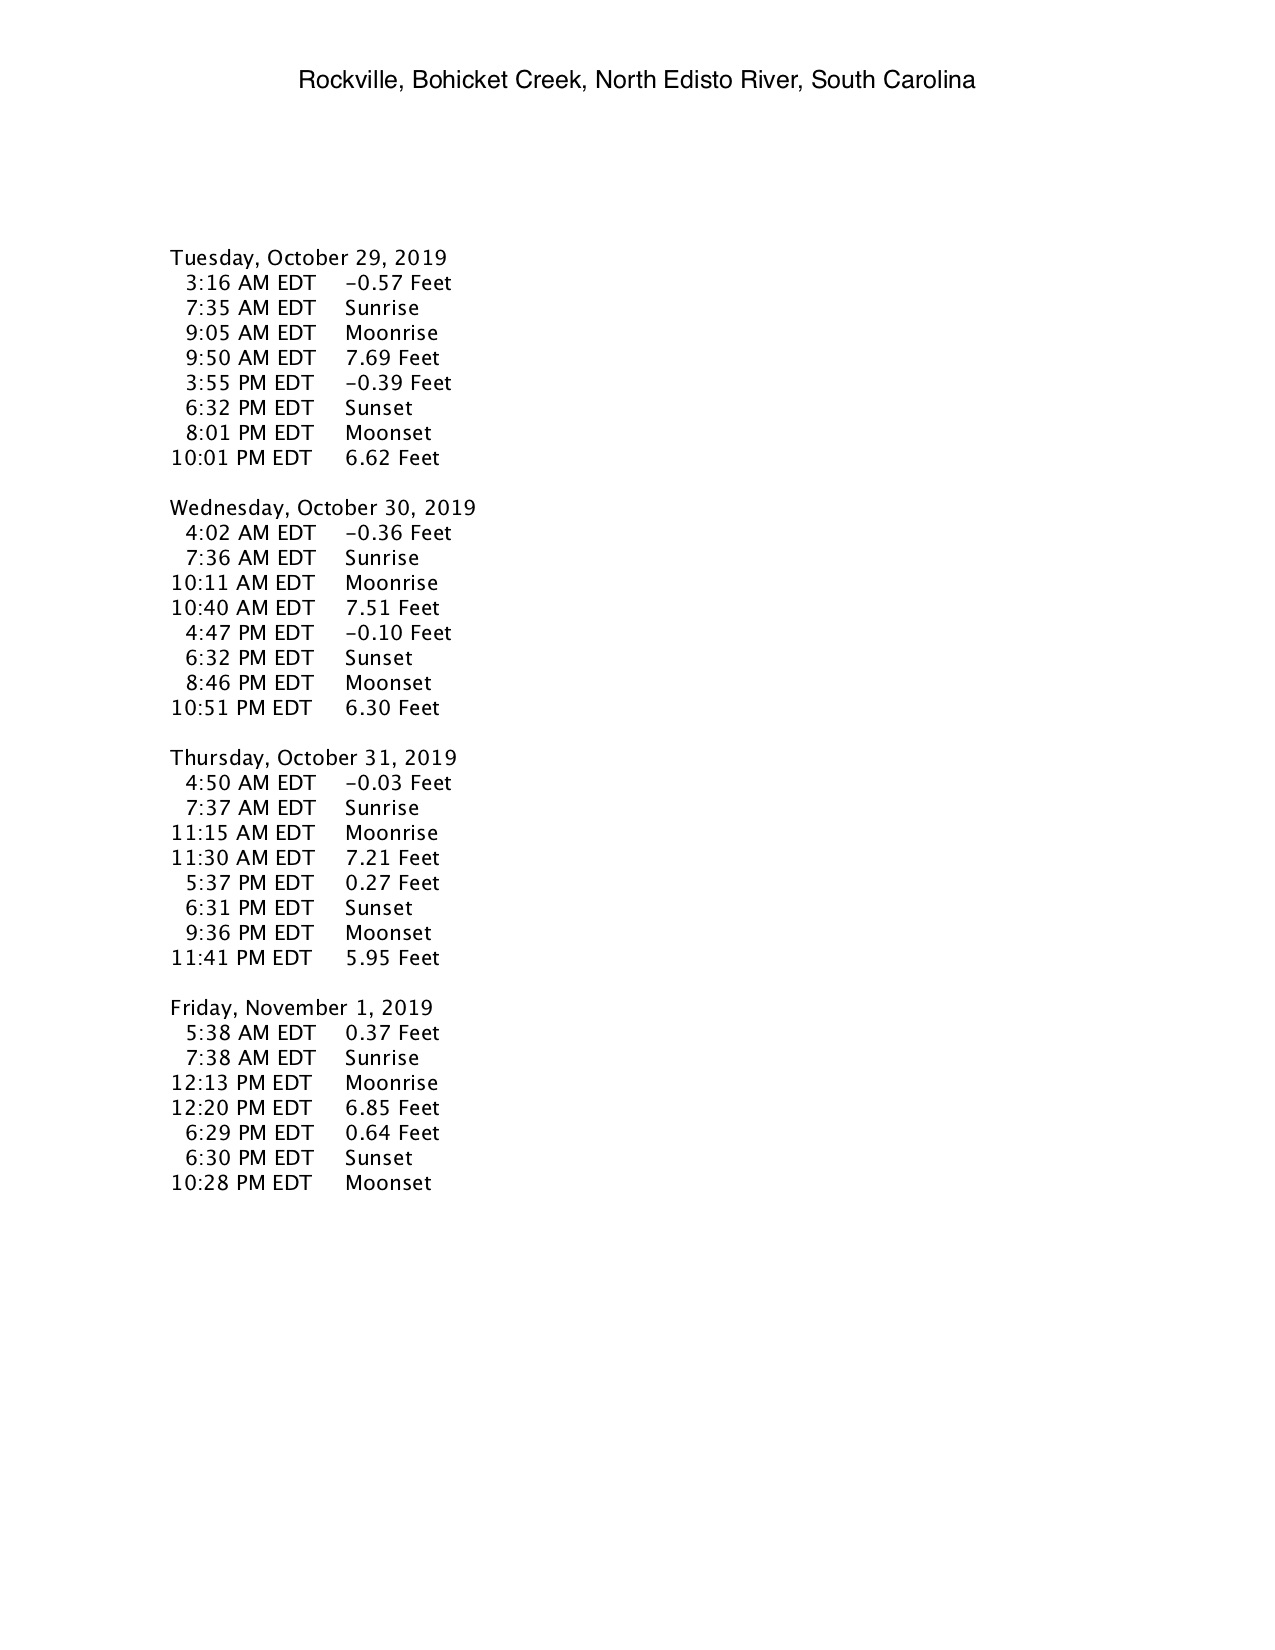 Rockville, Bohicket Creek, North Edisto River, South Carolina
Tuesday, October 29, 2019
3:16 AM EDT -0.57 Feet
7:35 AM EDT Sunrise
9:05 AM EDT Moonrise
9:50 AM EDT 7.69 Feet
3:55 PM EDT -0.39 Feet
6:32 PM EDT Sunset
8:01 PM EDT Moonset
10:01 PM EDT 6.62 Feet
Wednesday, October 30, 2019
4:02 AM EDT -0.36 Feet
7:36 AM EDT Sunrise
10:11 AM EDT Moonrise
10:40 AM EDT 7.51 Feet
4:47 PM EDT -0.10 Feet
6:32 PM EDT Sunset
8:46 PM EDT Moonset
10:51 PM EDT 6.30 Feet
Thursday, October 31, 2019
4:50 AM EDT -0.03 Feet
7:37 AM EDT Sunrise
11:15 AM EDT Moonrise
11:30 AM EDT 7.21 Feet
5:37 PM EDT 0.27 Feet
6:31 PM EDT Sunset
9:36 PM EDT Moonset
11:41 PM EDT 5.95 Feet
Friday, November 1, 2019
5:38 AM EDT 0.37 Feet
7:38 AM EDT Sunrise
12:13 PM EDT Moonrise
12:20 PM EDT 6.85 Feet
6:29 PM EDT 0.64 Feet
6:30 PM EDT Sunset
10:28 PM EDT Moonset